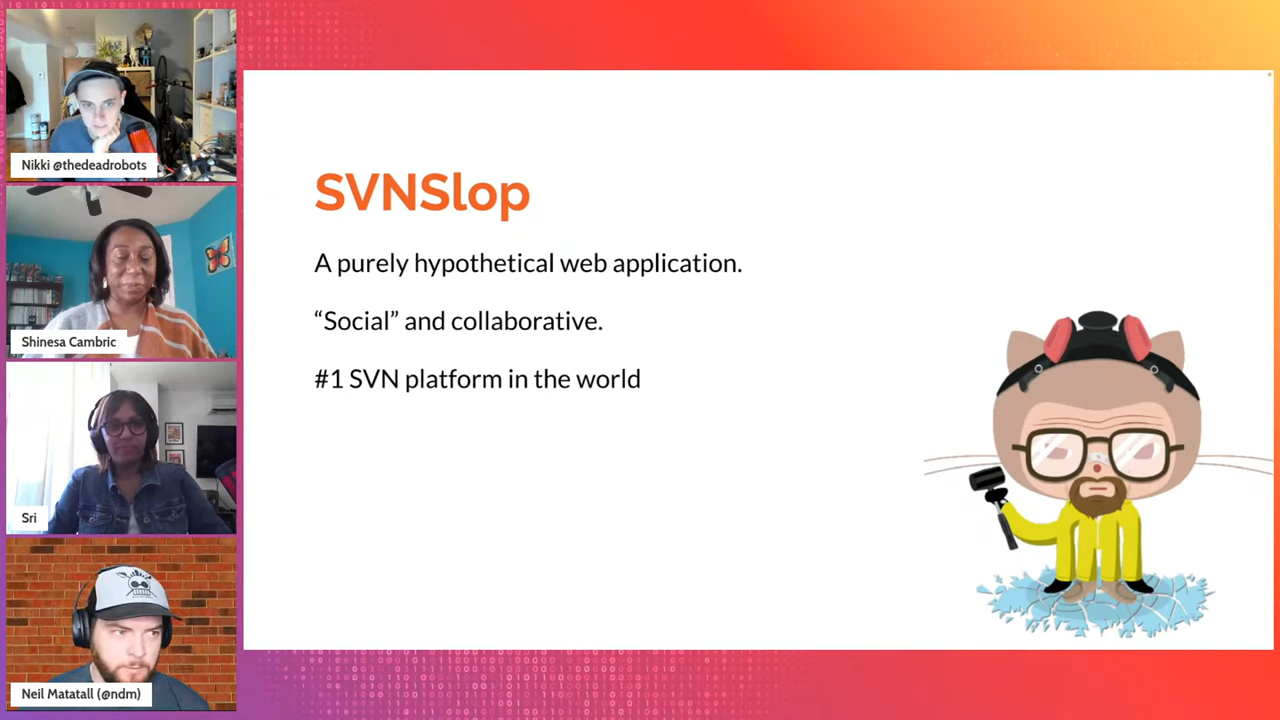 Nikki @thedeadrobots
Shinesa Cambric
Sri
Neil Matatall (@ndm)
SVNSlop
A purely hypothetical web application.
“Social” and collaborative.
#1 SVN platform in the world